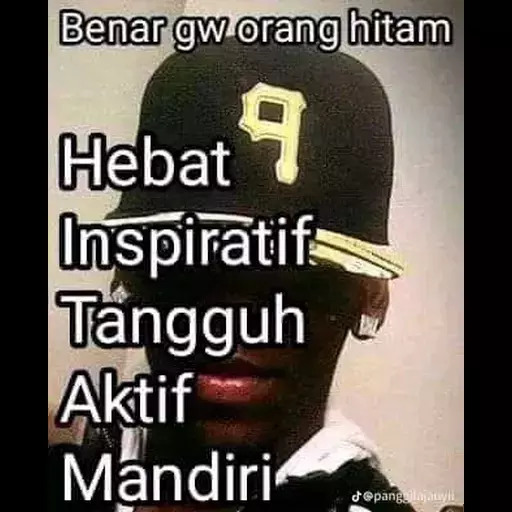 Benar gw orang hitam
Hebat
Inspiratif
Tangguh
Aktif
Mandiri